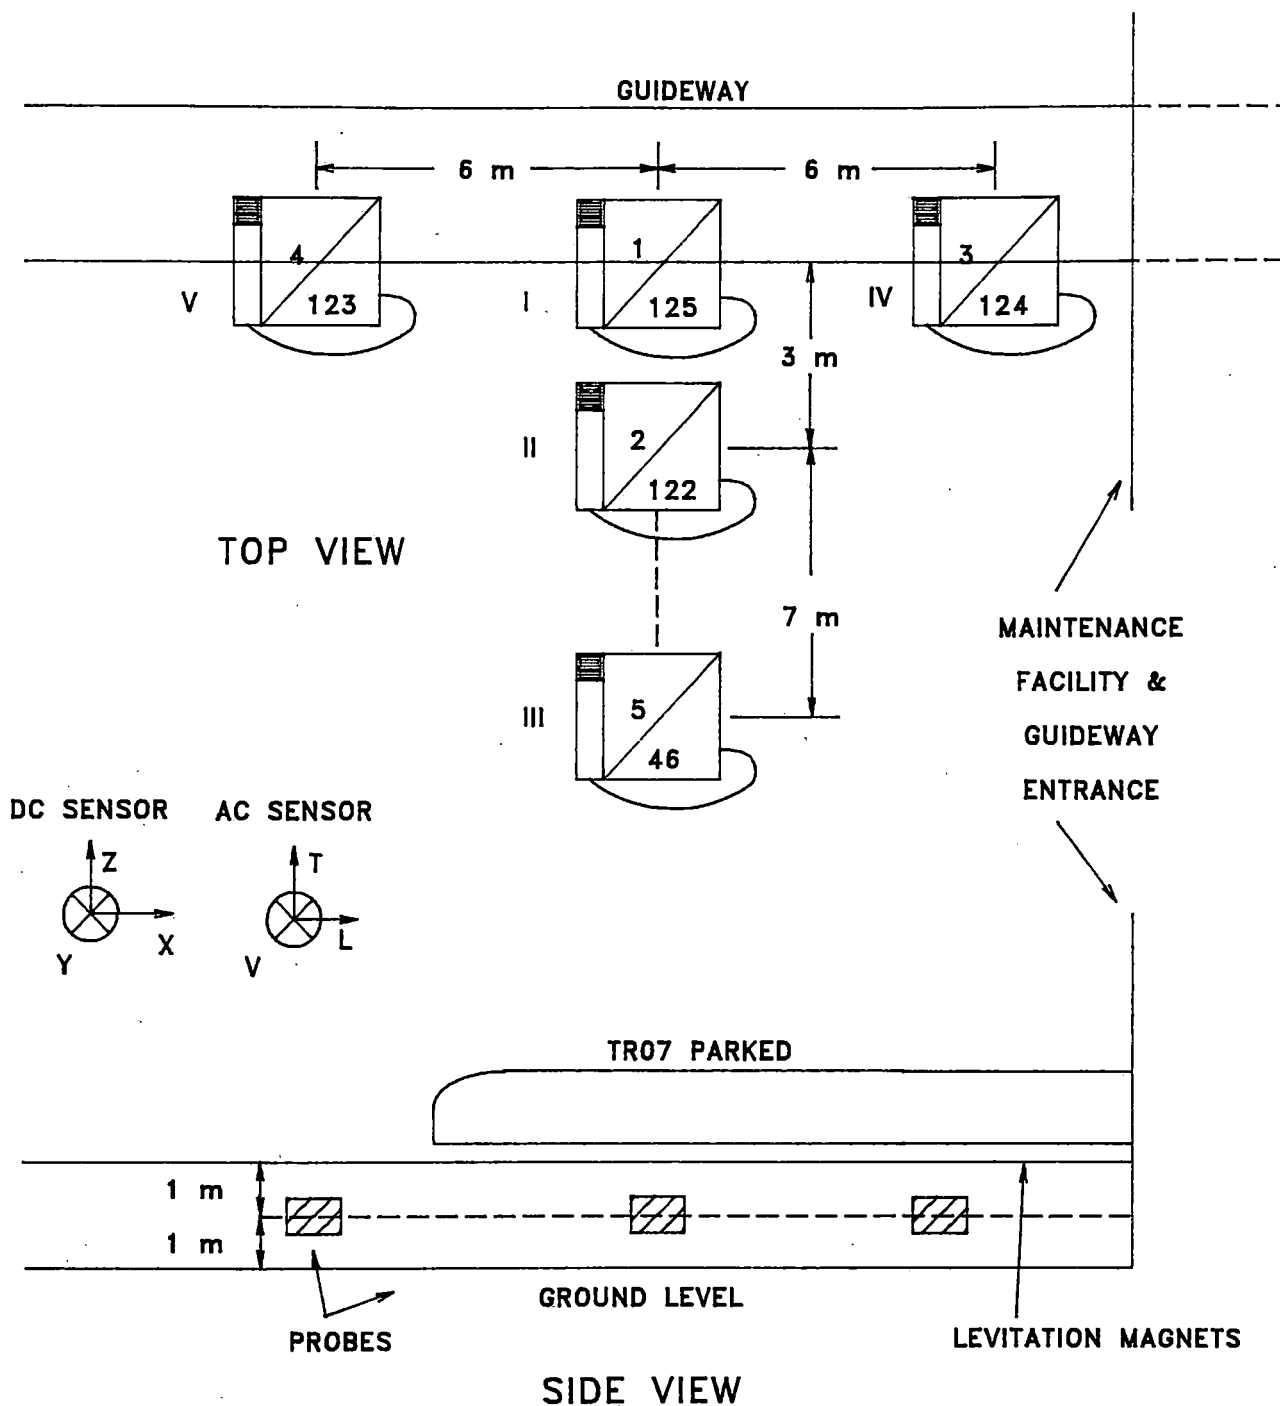 GUIDEWAY
6 m
6 m
4
1
3
V
123
I
125
IV
124
3 m
2
II
122
TOP VIEW
7 m
MAINTENANCE
FACILITY &
GUIDEWAY
ENTRANCE
5
III
46
DC SENSOR
AC SENSOR
Z
T
X
L
Y
V
TR07 PARKED
1 m
1 m
GROUND LEVEL
PROBES
LEVITATION MAGNETS
SIDE VIEW